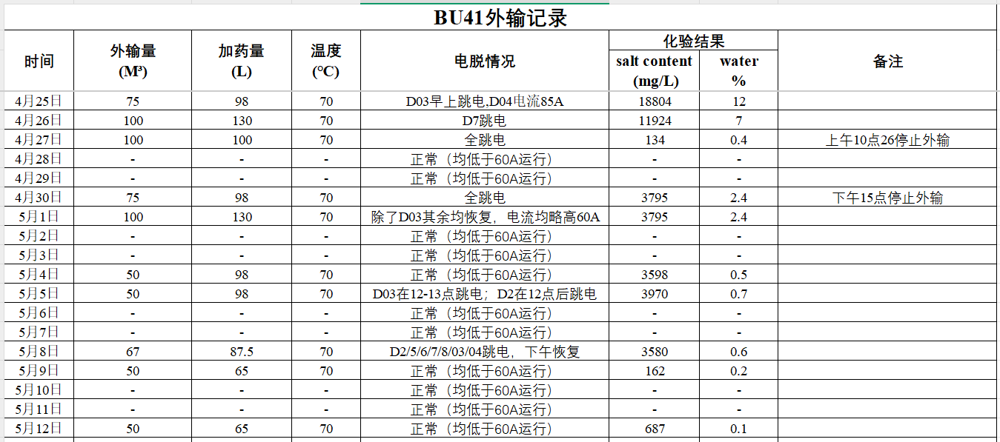 BU41外输记录
时间 外输量 (M³) 加药量 (L) 温度 (℃) 电脱情况 化验结果 salt content (mg/L) water % 备注
4月25日 75 98 70 D03早上跳电,D04电流85A 18804 12
4月26日 100 130 70 D7跳电 11924 7
4月27日 100 100 70 全跳电 134 0.4 上午10点26停止外输
4月28日 - - - 正常（均低于60A运行） - -
4月29日 - - - 正常（均低于60A运行） - -
4月30日 75 98 70 全跳电 3795 2.4 下午15点停止外输
5月1日 100 130 70 除了D03其余均恢复，电流均略高60A 3795 2.4
5月2日 - - - 正常（均低于60A运行） - -
5月3日 - - - 正常（均低于60A运行） - -
5月4日 50 98 70 正常（均低于60A运行） 3598 0.5
5月5日 50 98 70 D03在12-13点跳电；D2在12点后跳电 3970 0.7
5月6日 - - - 正常（均低于60A运行） - -
5月7日 - - - 正常（均低于60A运行） - -
5月8日 67 87.5 70 D2/5/6/7/8/03/04跳电，下午恢复 3580 0.6
5月9日 50 65 70 正常（均低于60A运行） 162 0.2
5月10日 - - - 正常（均低于60A运行） - -
5月11日 - - - 正常（均低于60A运行） - -
5月12日 50 65 70 正常（均低于60A运行） 687 0.1